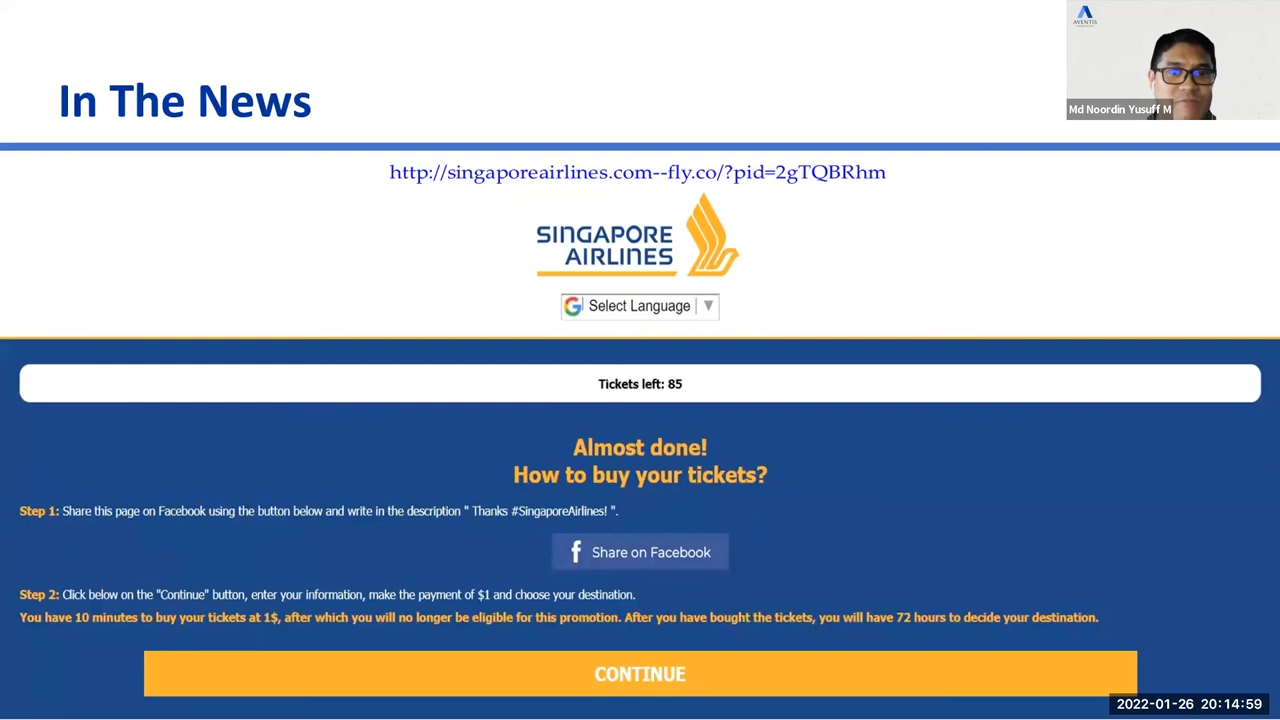 AVENTIS
Md Noordin Yusuff M
In The News
http://singaporeairlines.com--fly.co/?pid=2gTQBRhm
SINGAPORE
AIRLINES
Select Language
Tickets left: 85
Almost done!
How to buy your tickets?
Step 1: Share this page on Facebook using the button below and write in the description " Thanks #SingaporeAirlines! ".
Share on Facebook
Step 2: Click below on the "Continue" button, enter your information, make the payment of $1 and choose your destination.
You have 10 minutes to buy your tickets at 1$, after which you will no longer be eligible for this promotion. After you have bought the tickets, you will have 72 hours to decide your destination.
CONTINUE
2022-01-26 20:14:59